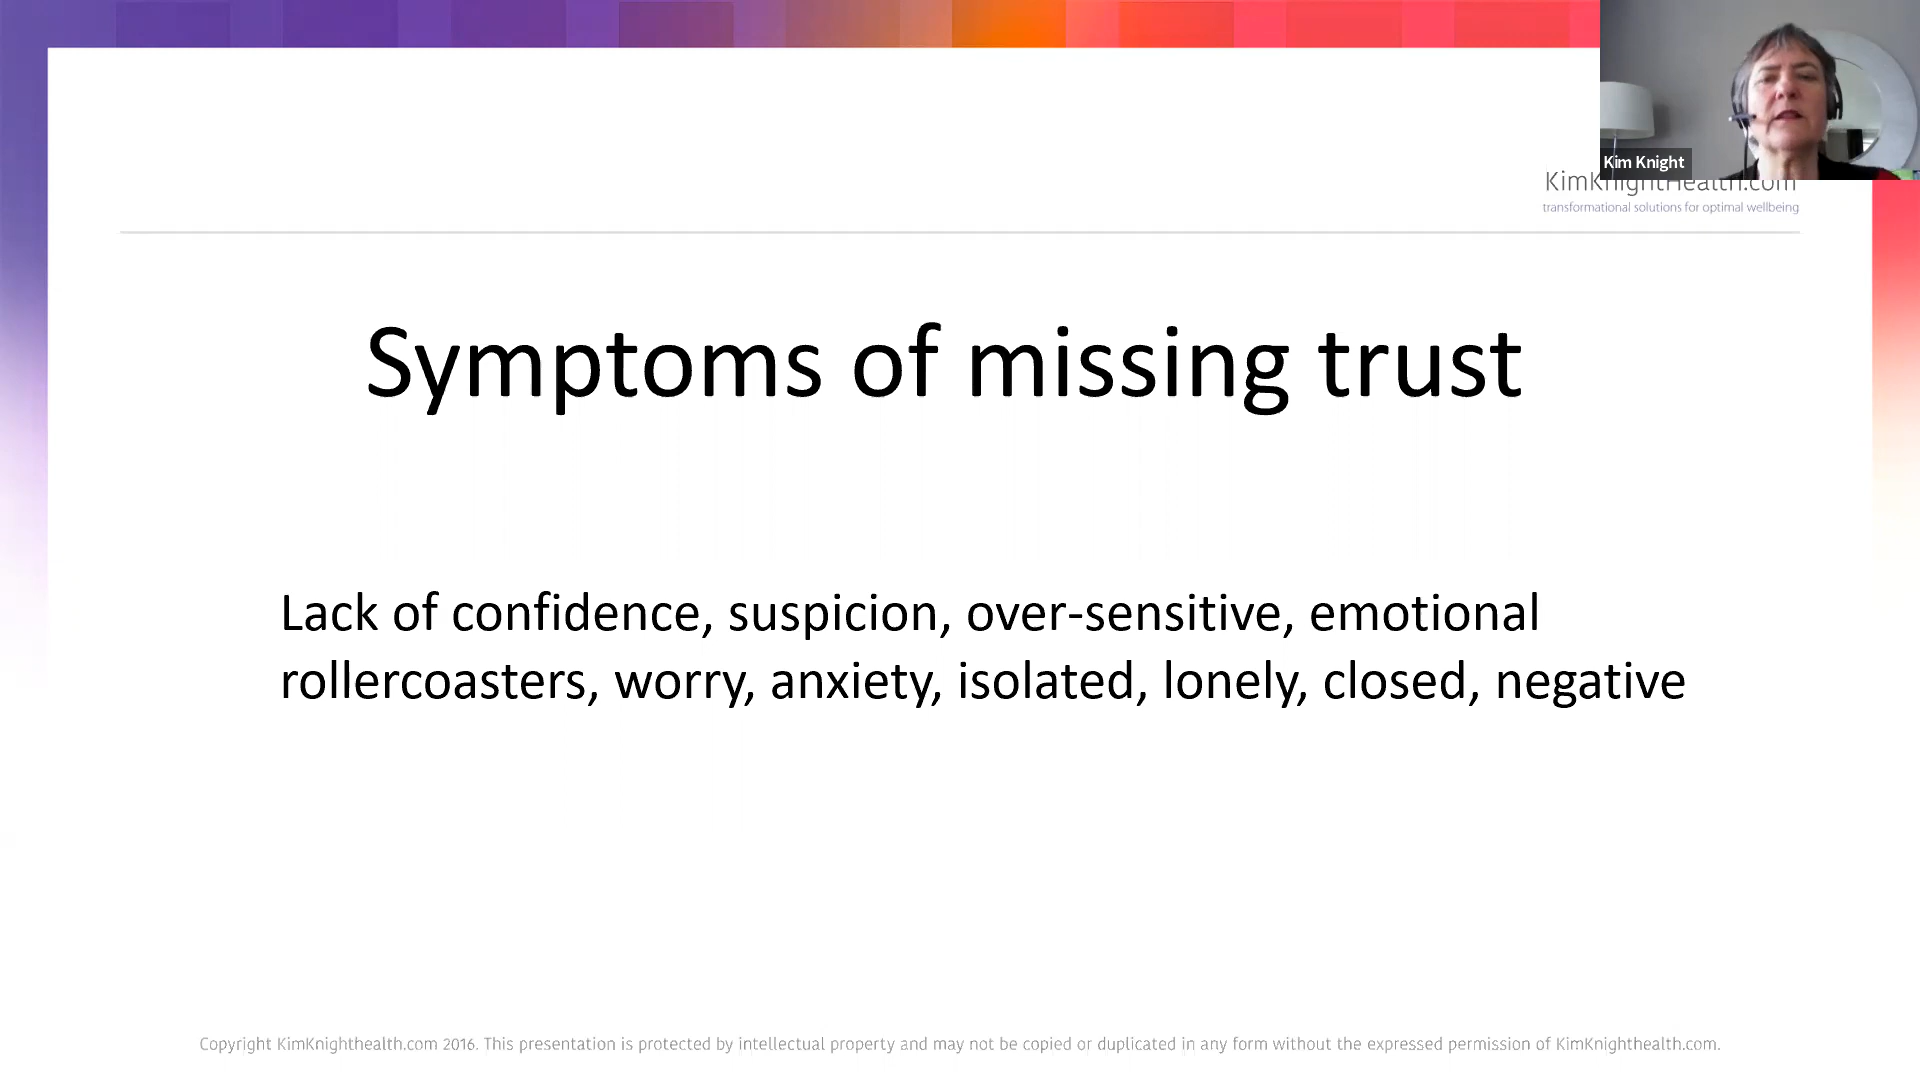 Kim Knight
KimKnightHealth.com
transformational solutions for optimal wellbeing
Symptoms of missing trust
Lack of confidence, suspicion, over-sensitive, emotional
rollercoasters, worry, anxiety, isolated, lonely, closed, negative
Copyright KimKnighthealth.com 2016. This presentation is protected by intellectual property and may not be copied or duplicated in any form without the expressed permission of KimKnighthealth.com.